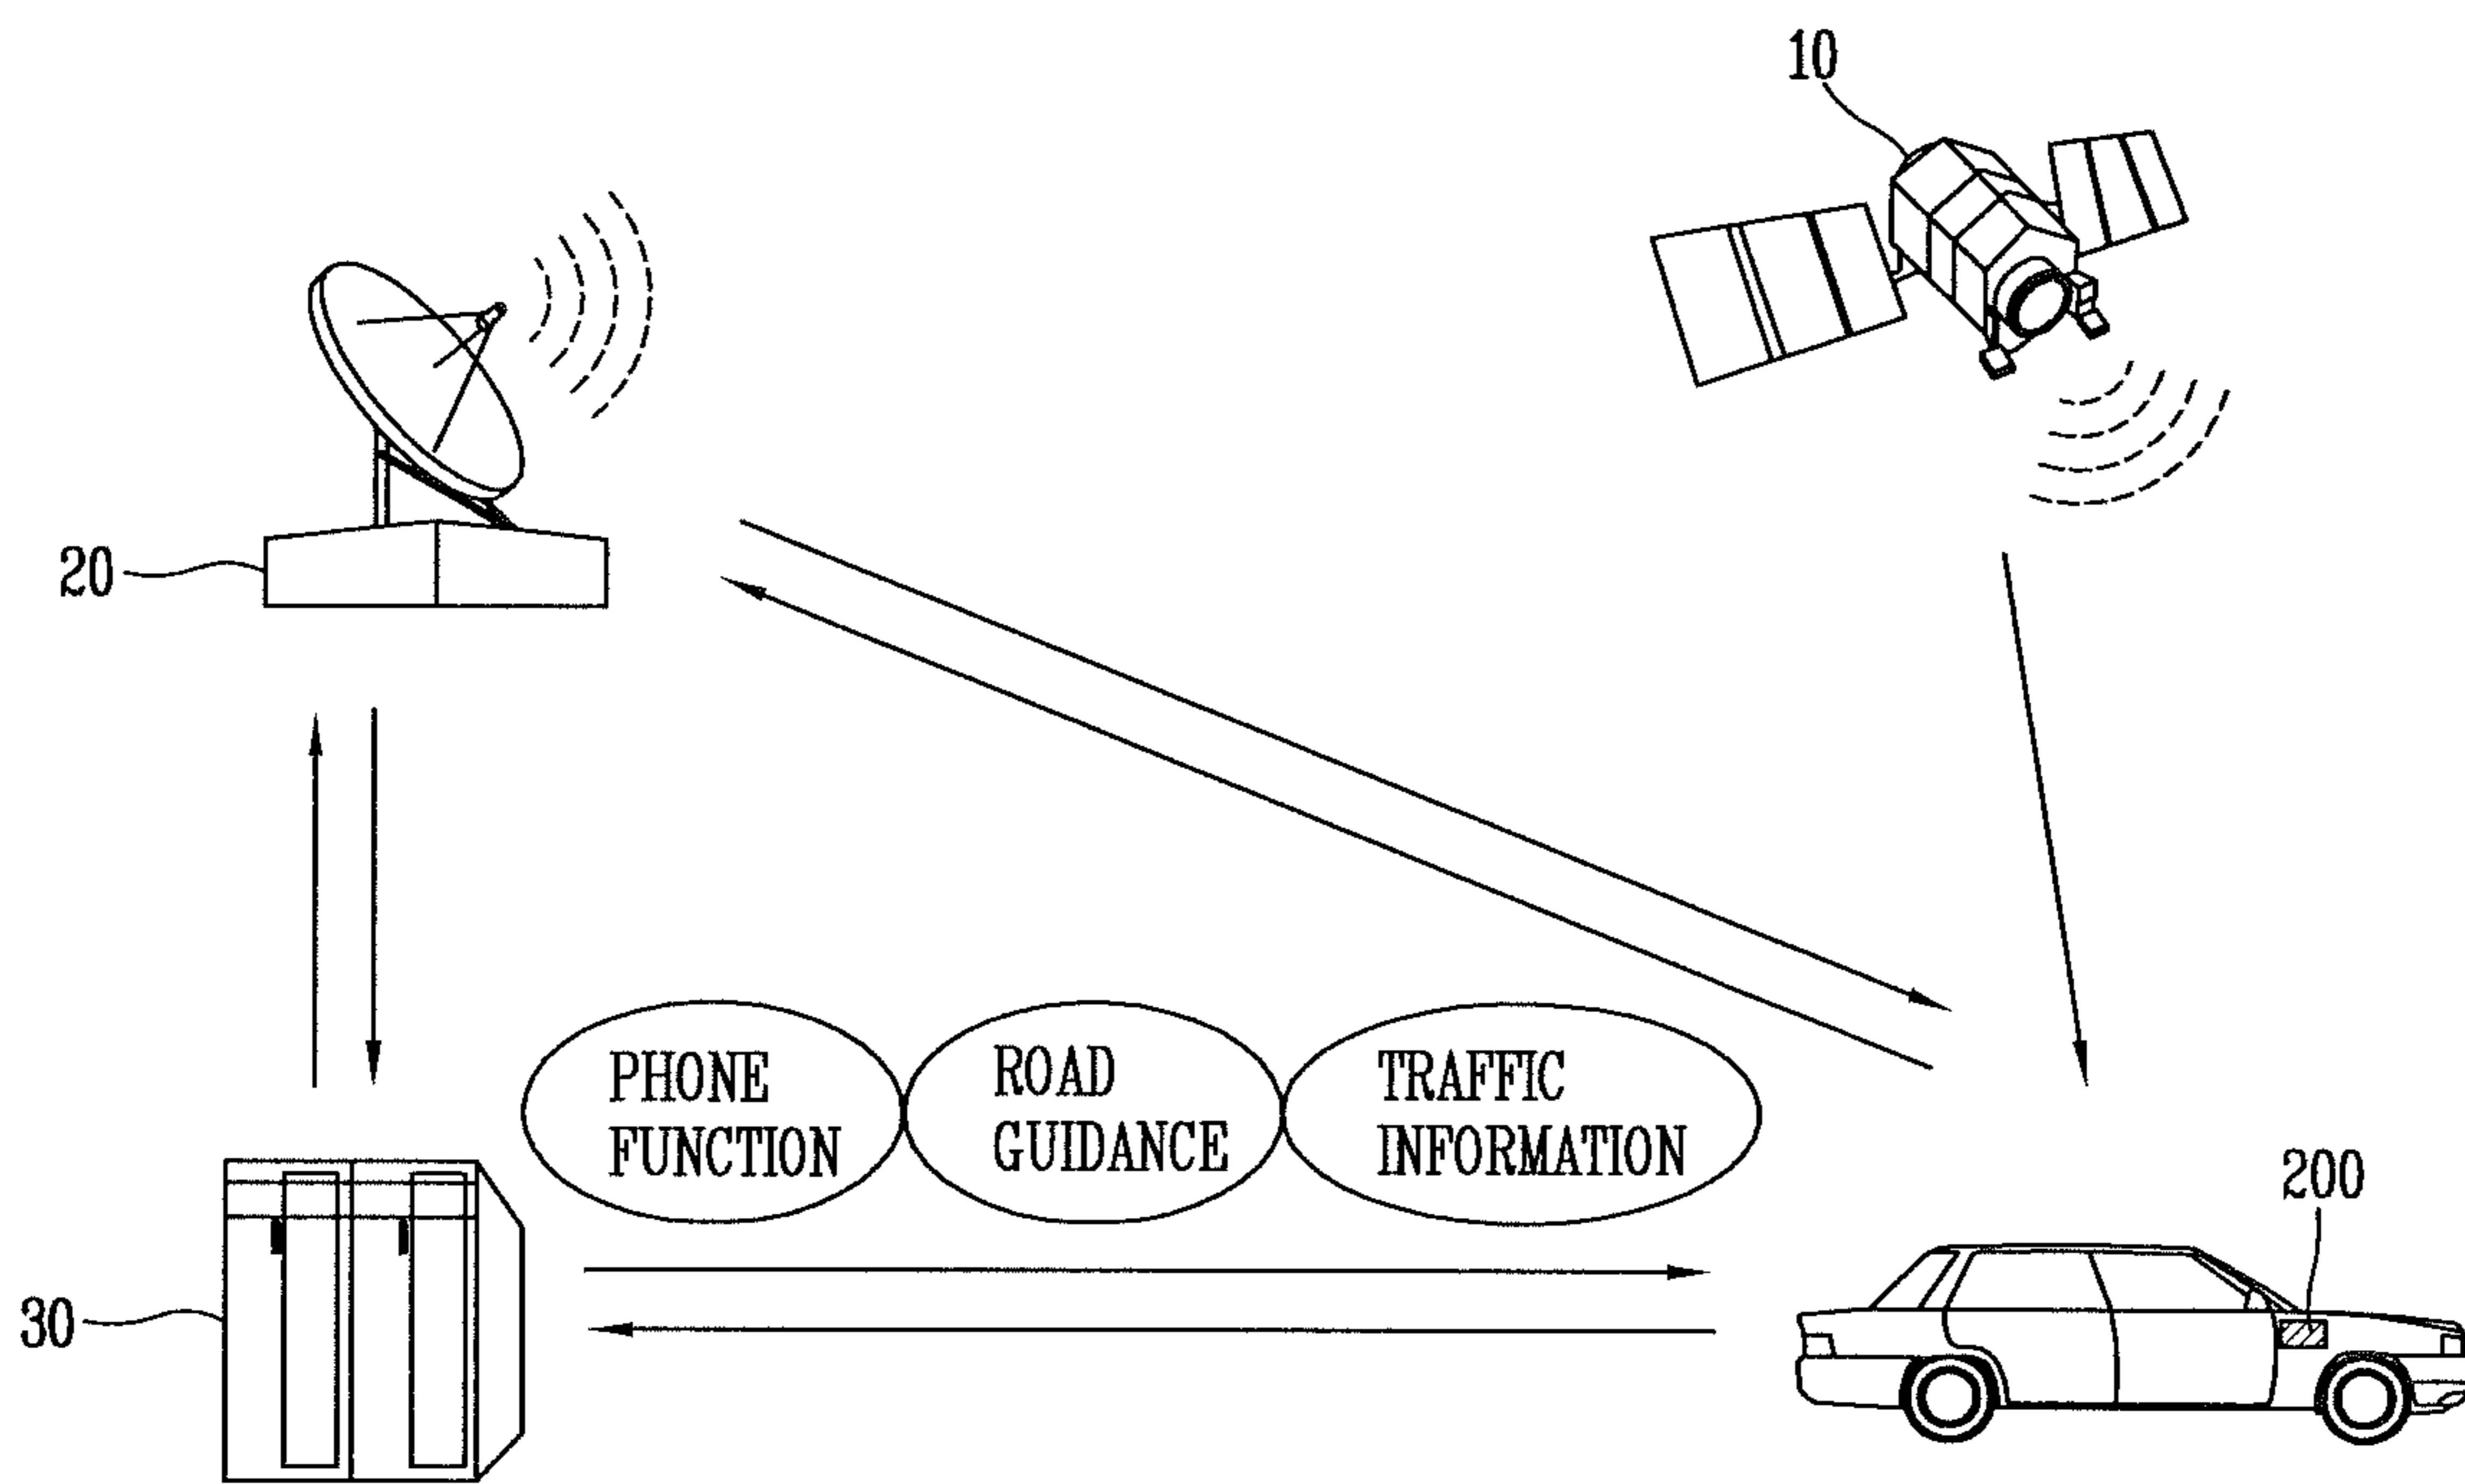 10
20
PHONE
FUNCTION
ROAD
GUIDANCE
TRAFFIC
INFORMATION
200
30